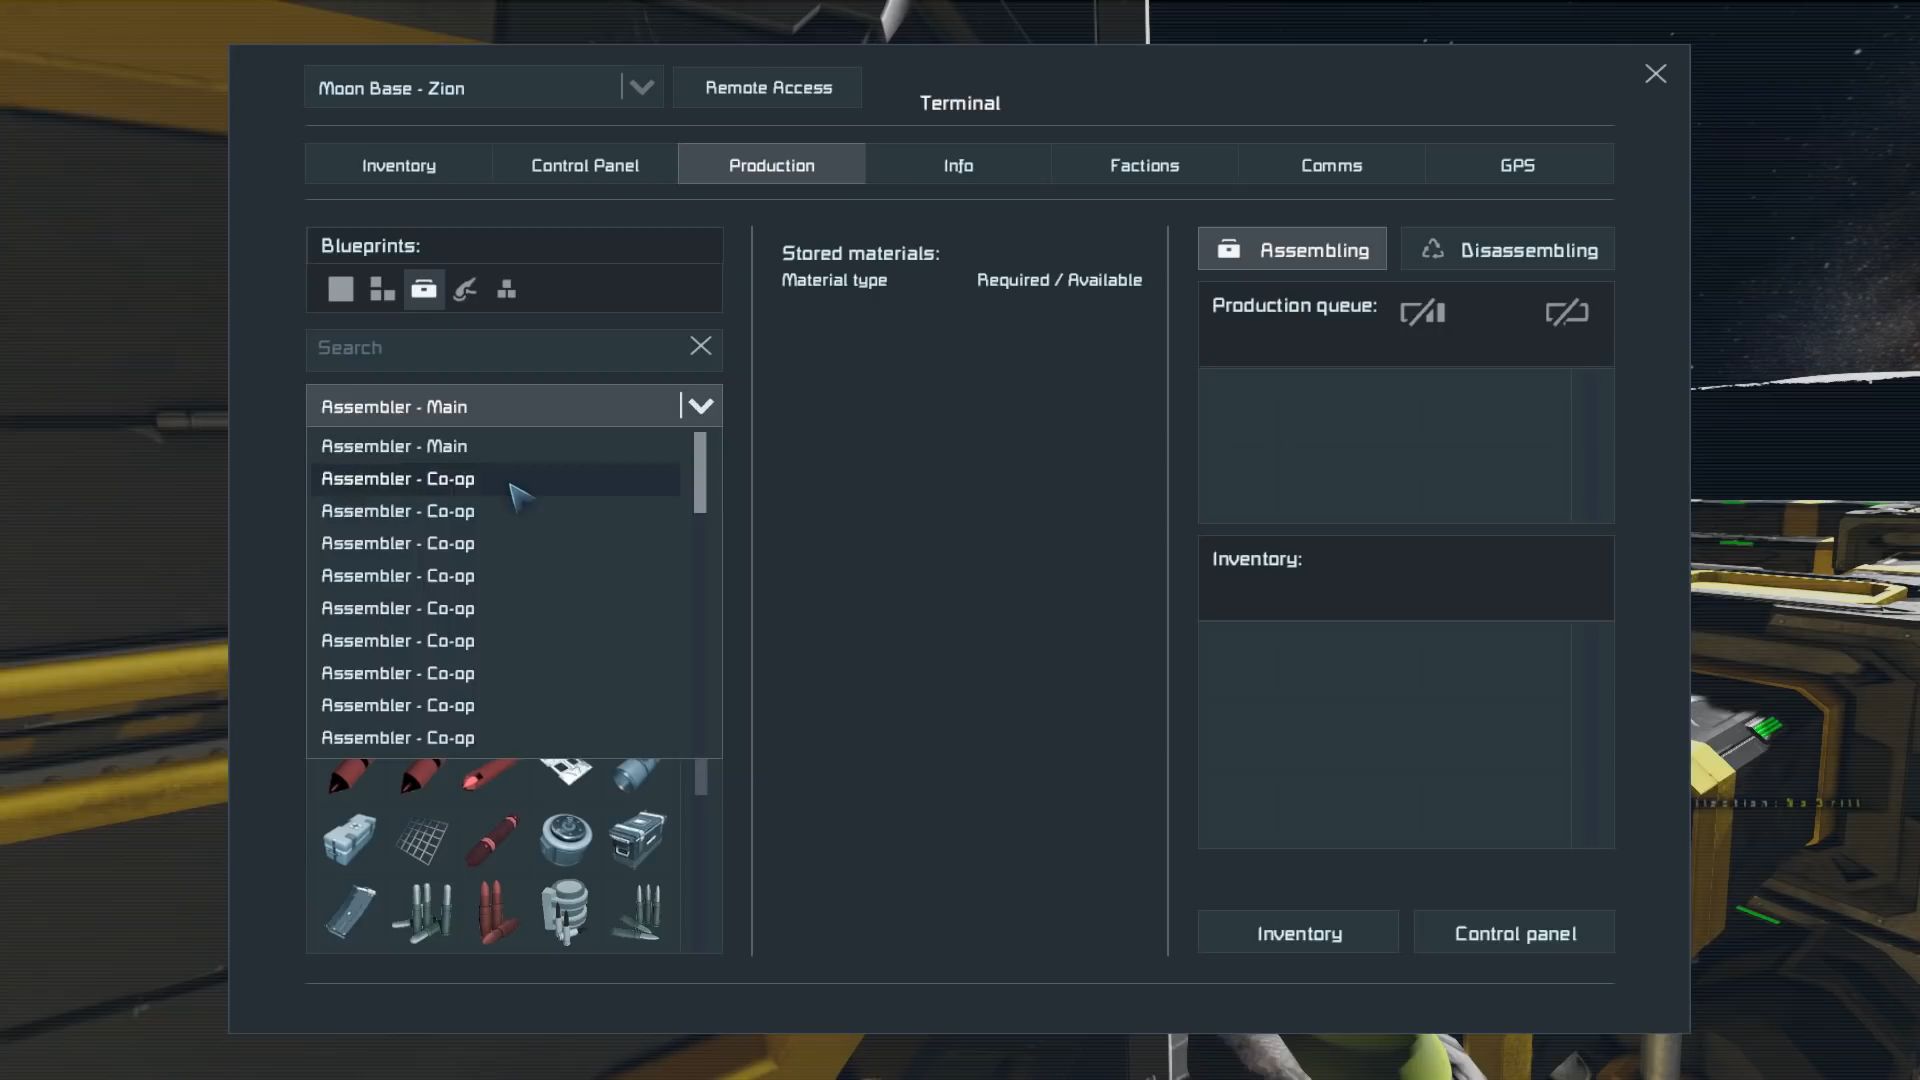 Moon Base - Zion
Remote Access
Terminal
Inventory
Control Panel
Production
Info
Factions
Comms
GPS
Blueprints:
Search
Assembler - Main
Assembler - Main
Assembler - Co-op
Assembler - Co-op
Assembler - Co-op
Assembler - Co-op
Assembler - Co-op
Assembler - Co-op
Assembler - Co-op
Assembler - Co-op
Assembler - Co-op
Stored materials:
Material type Required / Available
Assembling
Disassembling
Production queue:
Inventory:
Inventory
Control panel